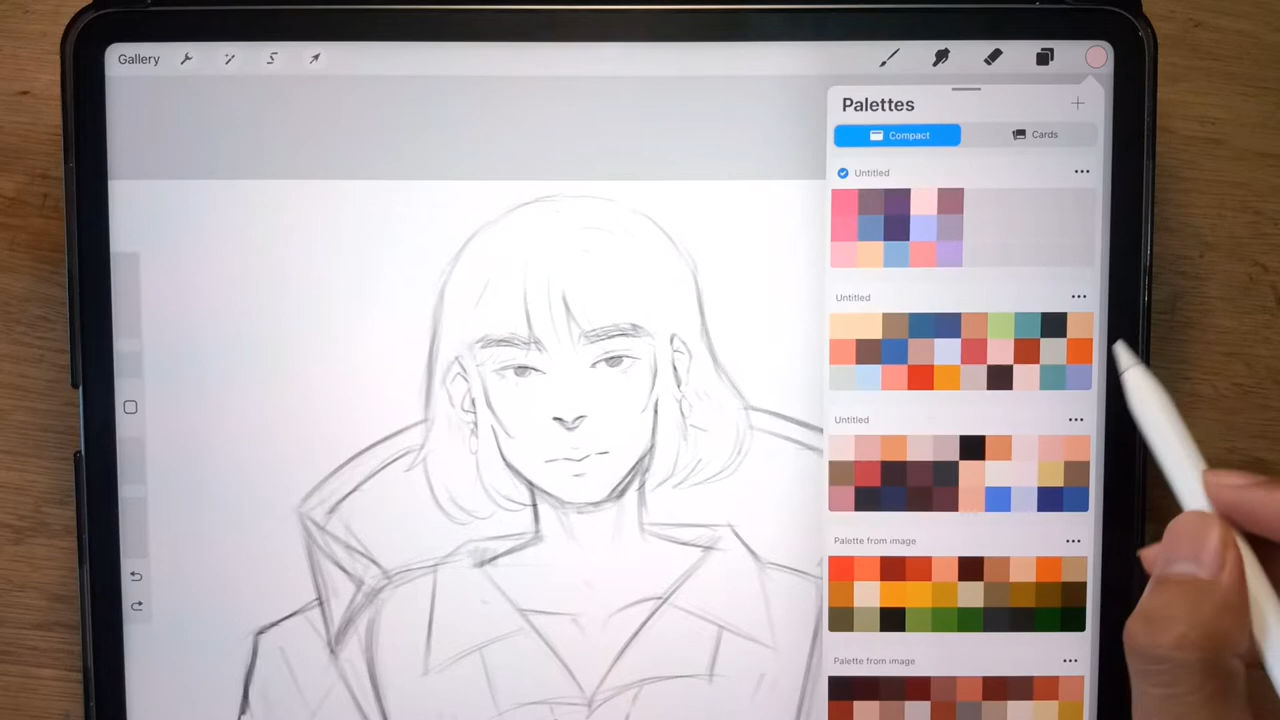 Gallery
Palettes
Compact
Cards
Untitled
Untitled
Untitled
Palette from image
Palette from image